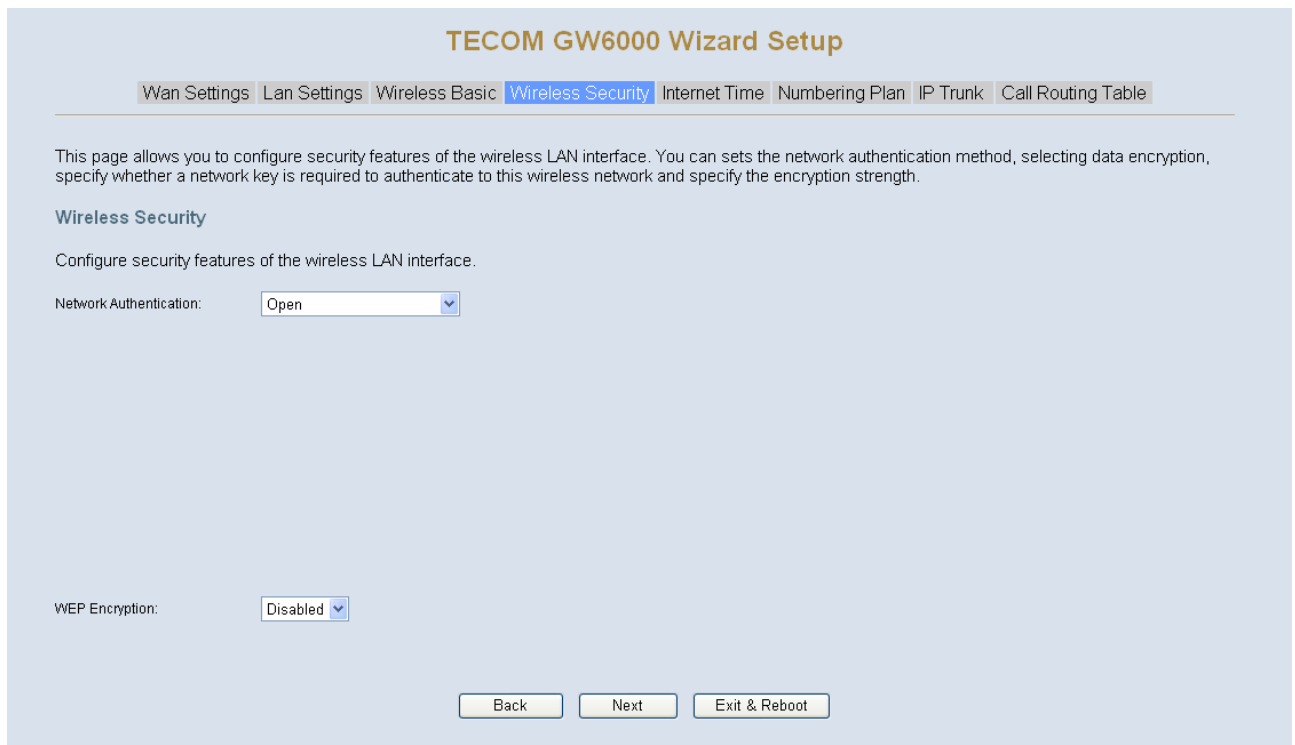 TECOM GW6000 Wizard Setup
Wan Settings Lan Settings Wireless Basic Wireless Security Internet Time Numbering Plan IP Trunk Call Routing Table
This page allows you to configure security features of the wireless LAN interface. You can sets the network authentication method, selecting data encryption,
specify whether a network key is required to authenticate to this wireless network and specify the encryption strength.
Wireless Security
Configure security features of the wireless LAN interface.
Network Authentication: Open
WEP Encryption: Disabled
Back Next Exit & Reboot